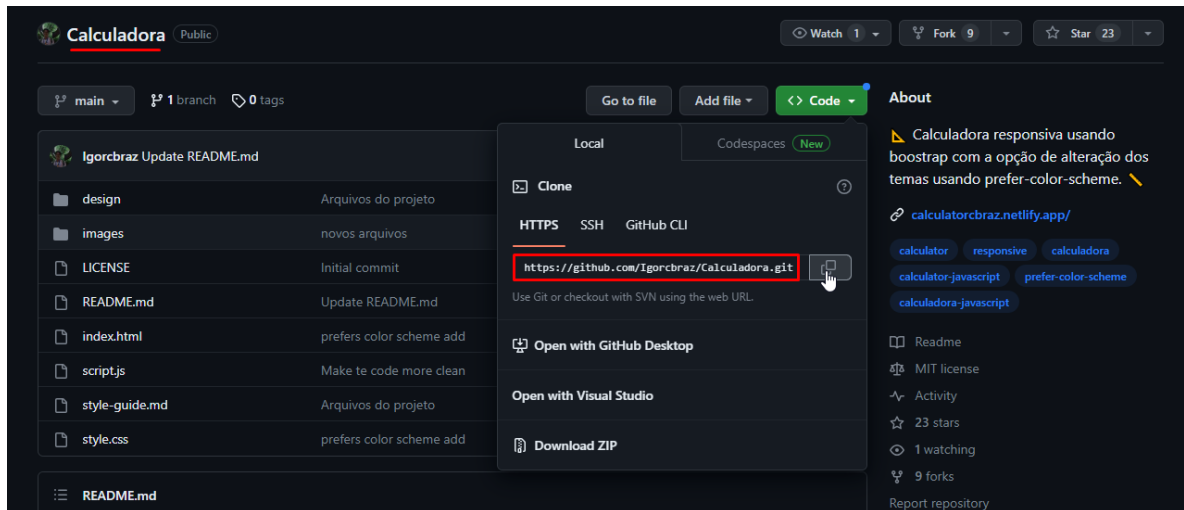 Calculadora Public
Watch 1
Fork 9
Star 23
main
1 branch
0 tags
Go to file
Add file
<> Code
Igorcbraz Update README.md
design Arquivos do projeto
images novos arquivos
LICENSE Initial commit
README.md Update README.md
index.html prefers color scheme add
script.js Make te code more clean
style-guide.md Arquivos do projeto
style.css prefers color scheme add
README.md
Local
Codespaces New
Clone
HTTPS SSH GitHub CLI
https://github.com/Igorcbraz/Calculadora.git
Use Git or checkout with SVN using the web URL.
Open with GitHub Desktop
Open with Visual Studio
Download ZIP
About
Calculadora responsiva usando
boostrap com a opção de alteração dos
temas usando prefer-color-scheme.
calculatorcbraz.netlify.app/
calculator responsive calculadora
calculator-javascript prefer-color-scheme
calculadora-javascript
Readme
MIT license
Activity
23 stars
1 watching
9 forks
Report repository